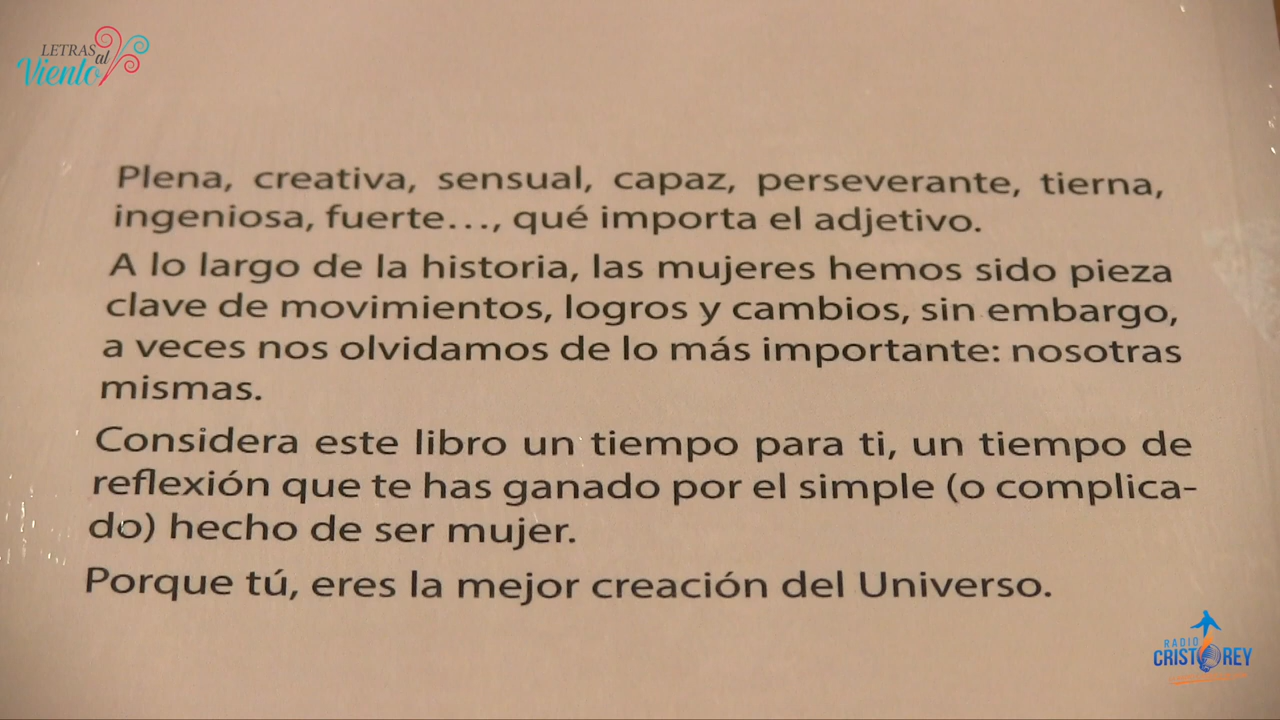 LETRAS al
Viento
Plena, creativa, sensual, capaz, perseverante, tierna,
ingeniosa, fuerte..., qué importa el adjetivo.
A lo largo de la historia, las mujeres hemos sido pieza
clave de movimientos, logros y cambios, sin embargo,
a veces nos olvidamos de lo más importante: nosotras
mismas.
Considera este libro un tiempo para ti, un tiempo de
reflexión que te has ganado por el simple (o complica-
do) hecho de ser mujer.
Porque tú, eres la mejor creación del Universo.
RADIO
CRISTO REY